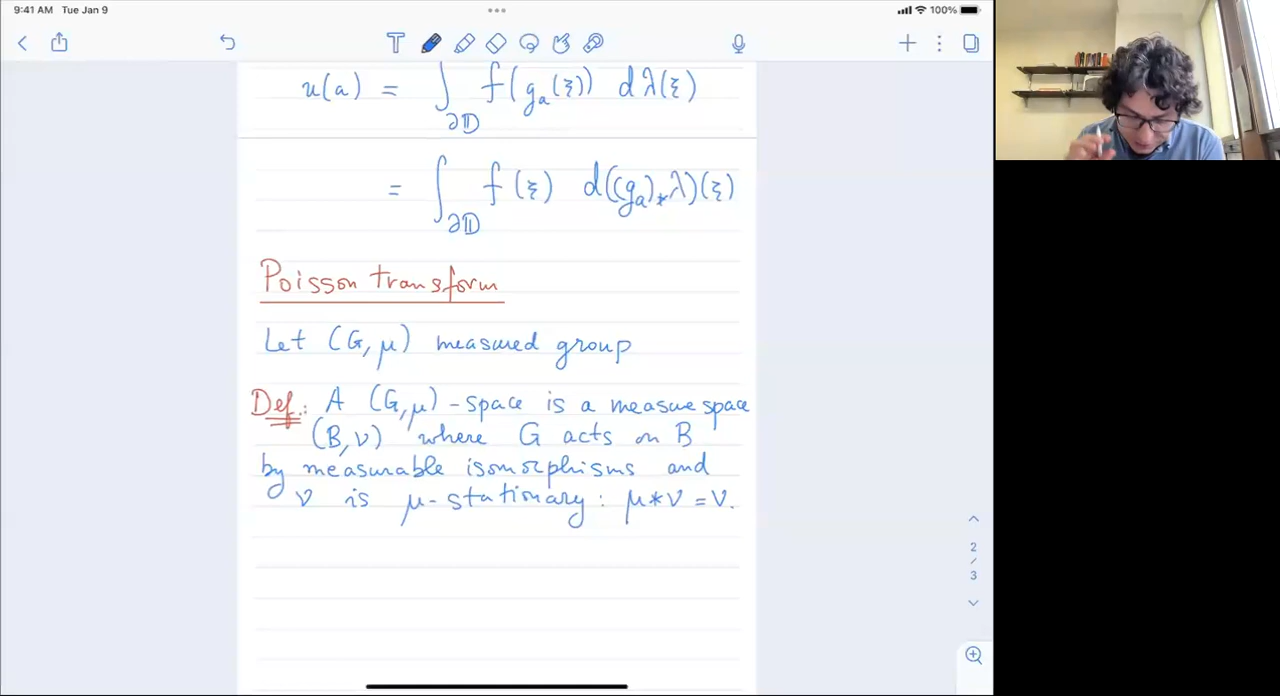 9:41 AM Tue Jan 9
100%
u(a) = ∫_{∂𝔻} f(g_a(ξ)) dλ(ξ)
= ∫_{∂𝔻} f(ξ) d((g_a)_*λ)(ξ)
Poisson transform
Let (G, μ) measured group
Def.: A (G, μ) - space is a measure space
(B, ν) where G acts on B
by measurable isomorphisms and
ν is μ- stationary : μ * ν = ν.
2
/
3